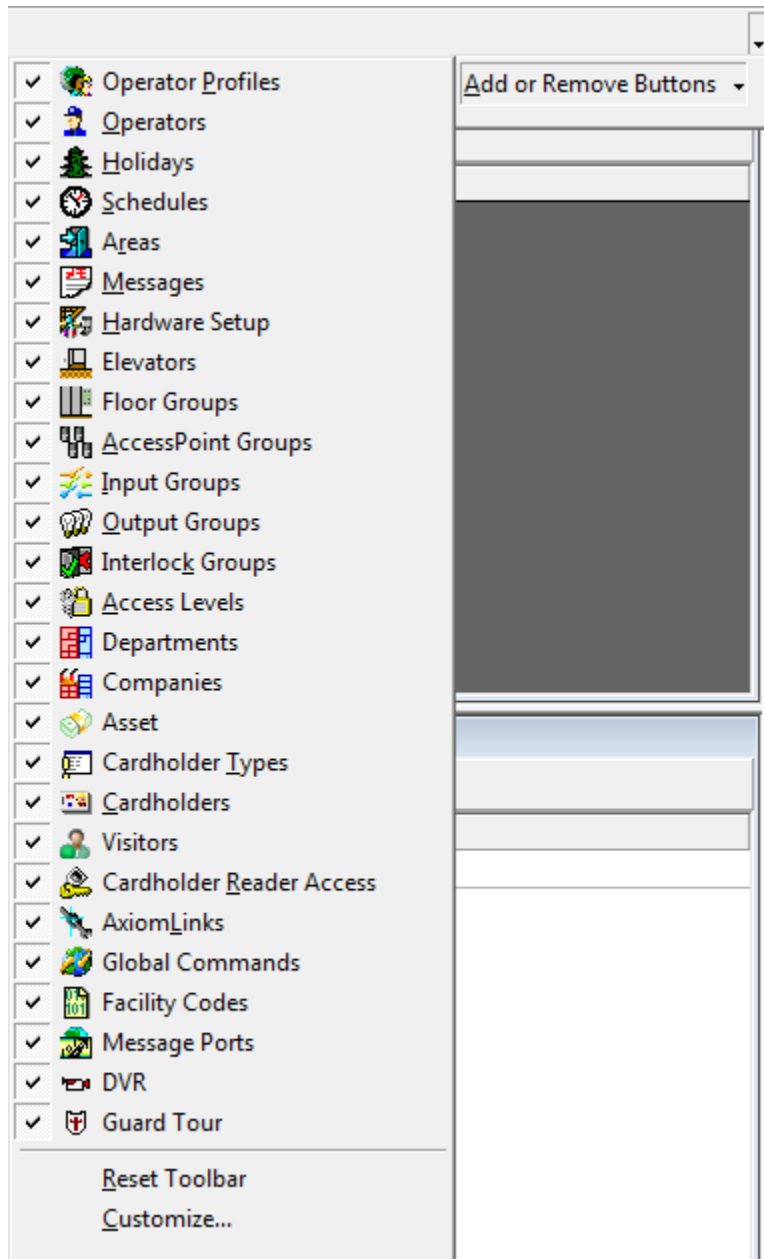 Add or Remove Buttons
Operator Profiles
Operators
Holidays
Schedules
Areas
Messages
Hardware Setup
Elevators
Floor Groups
AccessPoint Groups
Input Groups
Output Groups
Interlock Groups
Access Levels
Departments
Companies
Asset
Cardholder Types
Cardholders
Visitors
Cardholder Reader Access
AxiomLinks
Global Commands
Facility Codes
Message Ports
DVR
Guard Tour
Reset Toolbar
Customize...